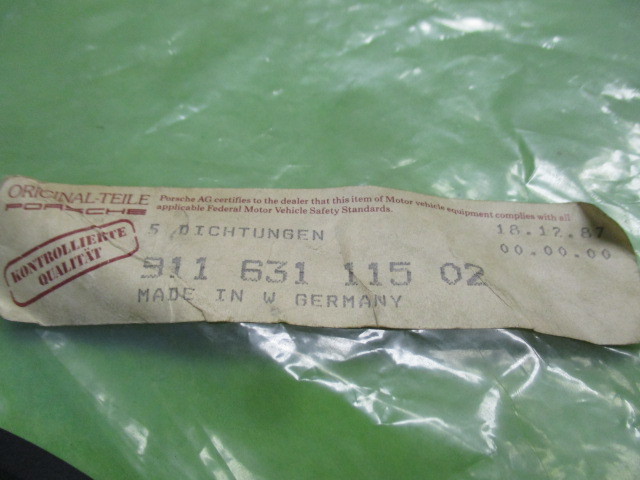 ORIGINAL-TEILE
PORSCHE
Porsche AG certifies to the dealer that this item of Motor vehicle equipment complies with all
applicable Federal Motor Vehicle Safety Standards.
KONTROLLIERTE
QUALITÄT
5 DICHTUNGEN
18.12.87
00.00.00
911 631 115 02
MADE IN W GERMANY